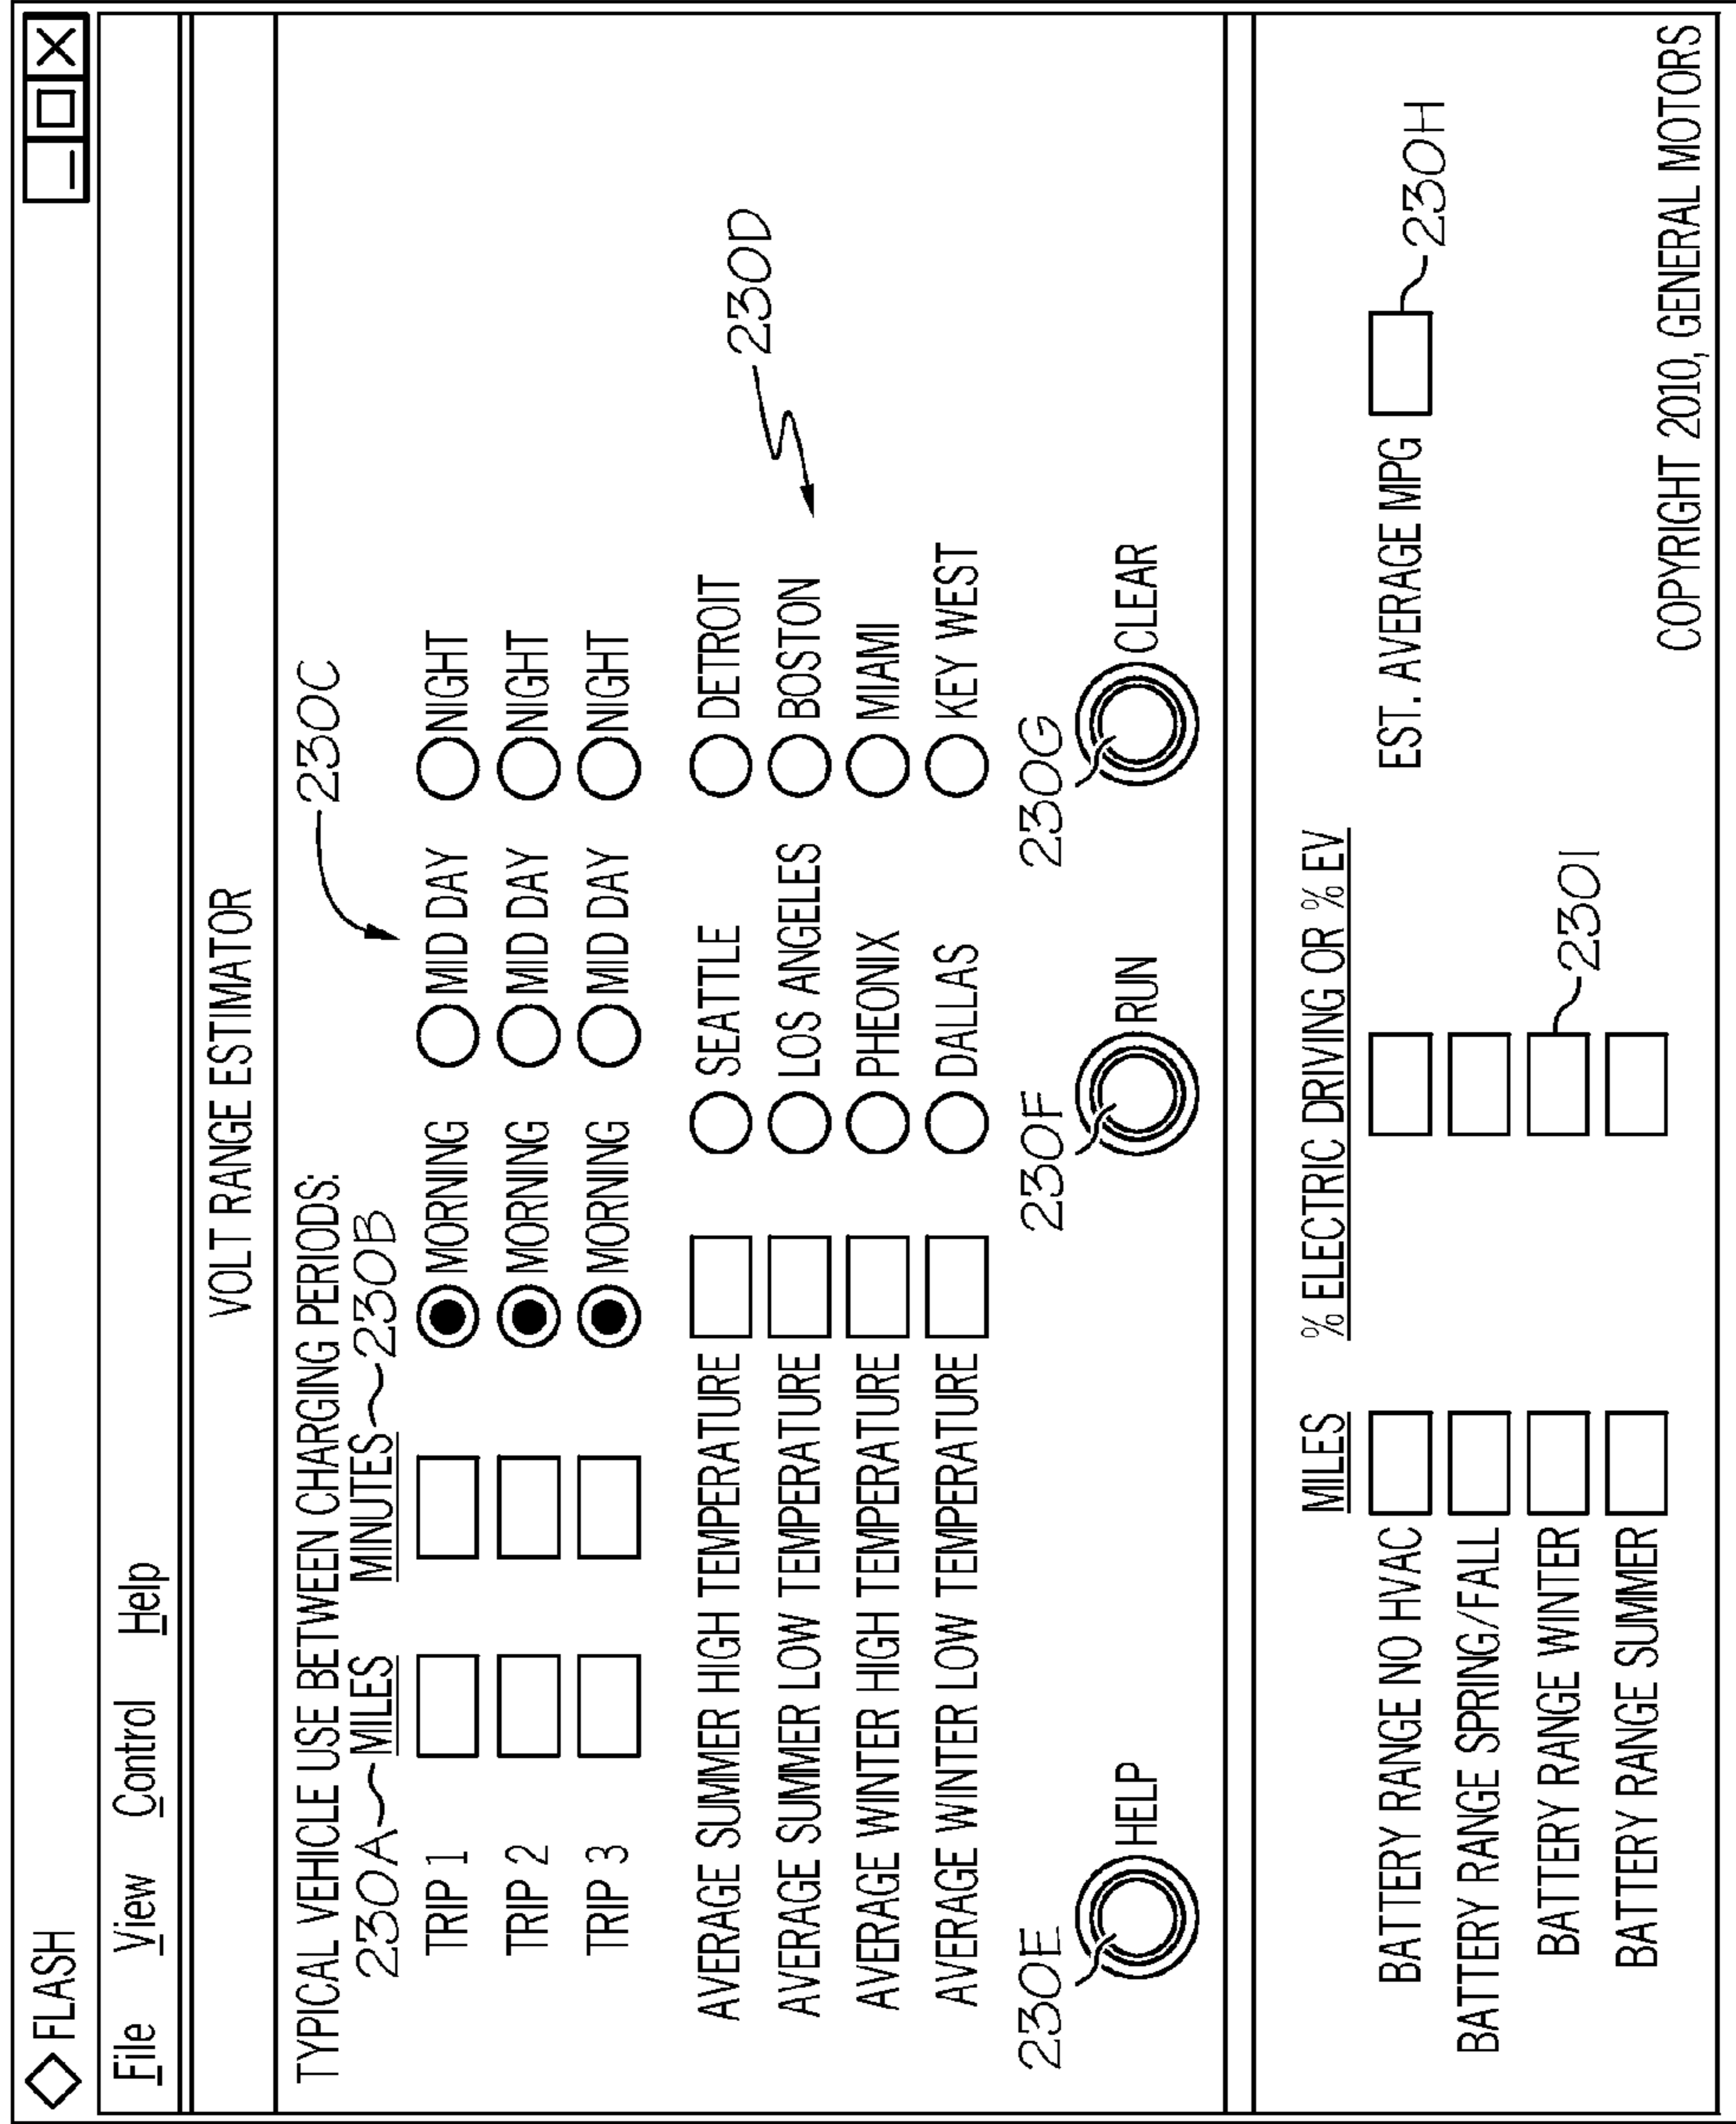 FLASH
File View Control Help
VOLT RANGE ESTIMATOR
TYPICAL VEHICLE USE BETWEEN CHARGING PERIODS:
230A MILES MINUTES 230B 230C
TRIP 1 MORNING MID DAY NIGHT
TRIP 2 MORNING MID DAY NIGHT
TRIP 3 MORNING MID DAY NIGHT
230D
AVERAGE SUMMER HIGH TEMPERATURE SEATTLE DETROIT
AVERAGE SUMMER LOW TEMPERATURE LOS ANGELES BOSTON
AVERAGE WINTER HIGH TEMPERATURE PHEONIX MIAMI
AVERAGE WINTER LOW TEMPERATURE DALLAS KEY WEST
230E 230F 230G
HELP RUN CLEAR
MILES % ELECTRIC DRIVING OR % EV
BATTERY RANGE NO HVAC EST. AVERAGE MPG 230H
BATTERY RANGE SPRING/FALL
BATTERY RANGE WINTER 230I
BATTERY RANGE SUMMER
COPYRIGHT 2010, GENERAL MOTORS